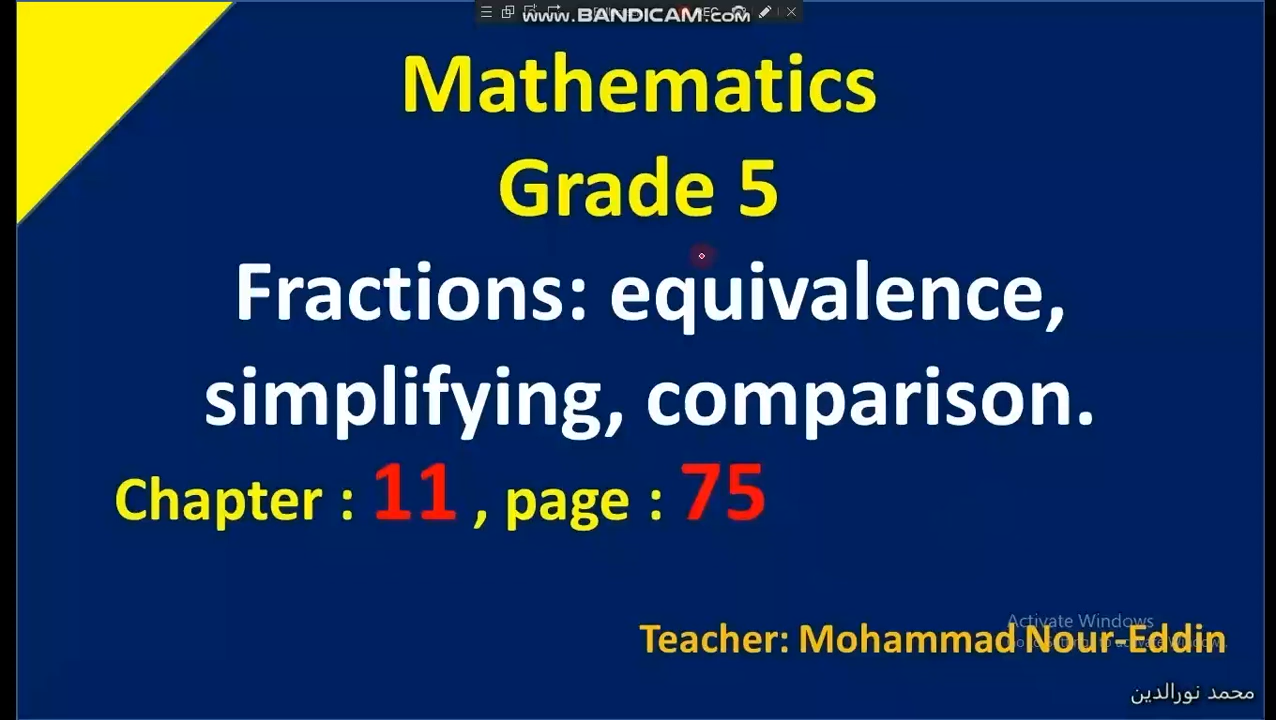 www.BANDICAM.com
Mathematics
Grade 5
Fractions: equivalence,
simplifying, comparison.
Chapter : 11 , page : 75
Activate Windows
Teacher: Mohammad Nour-Eddin
محمد نورالدين